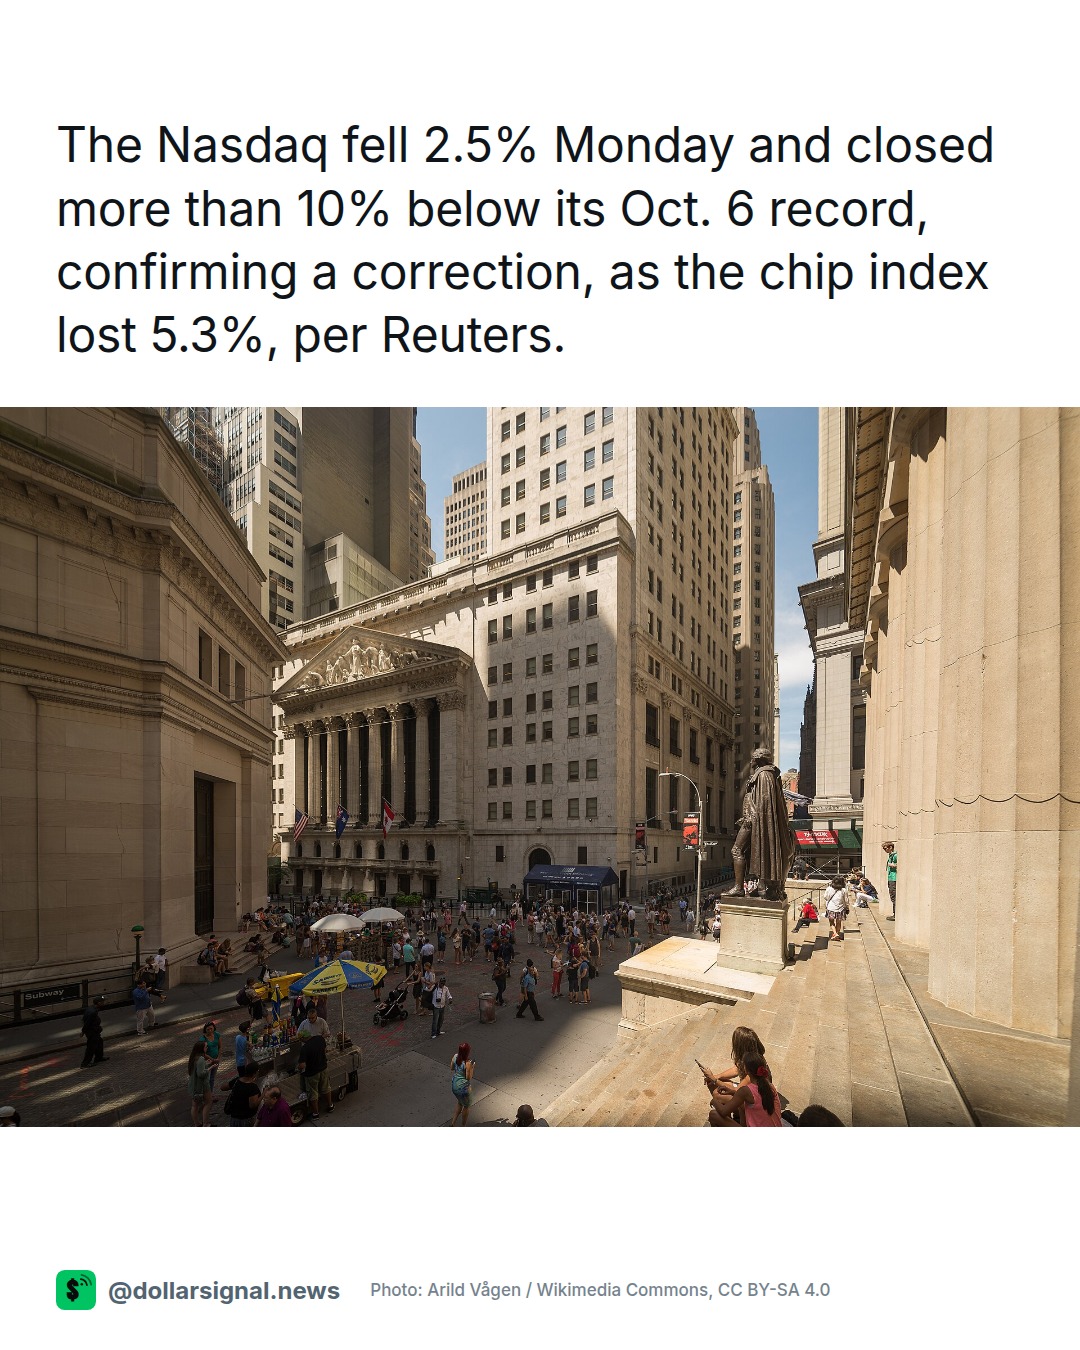 The Nasdaq fell 2.5% Monday and closed
more than 10% below its Oct. 6 record,
confirming a correction, as the chip index
lost 5.3%, per Reuters.
Subway
@dollarsignal.news
Photo: Arild Vågen / Wikimedia Commons, CC BY-SA 4.0